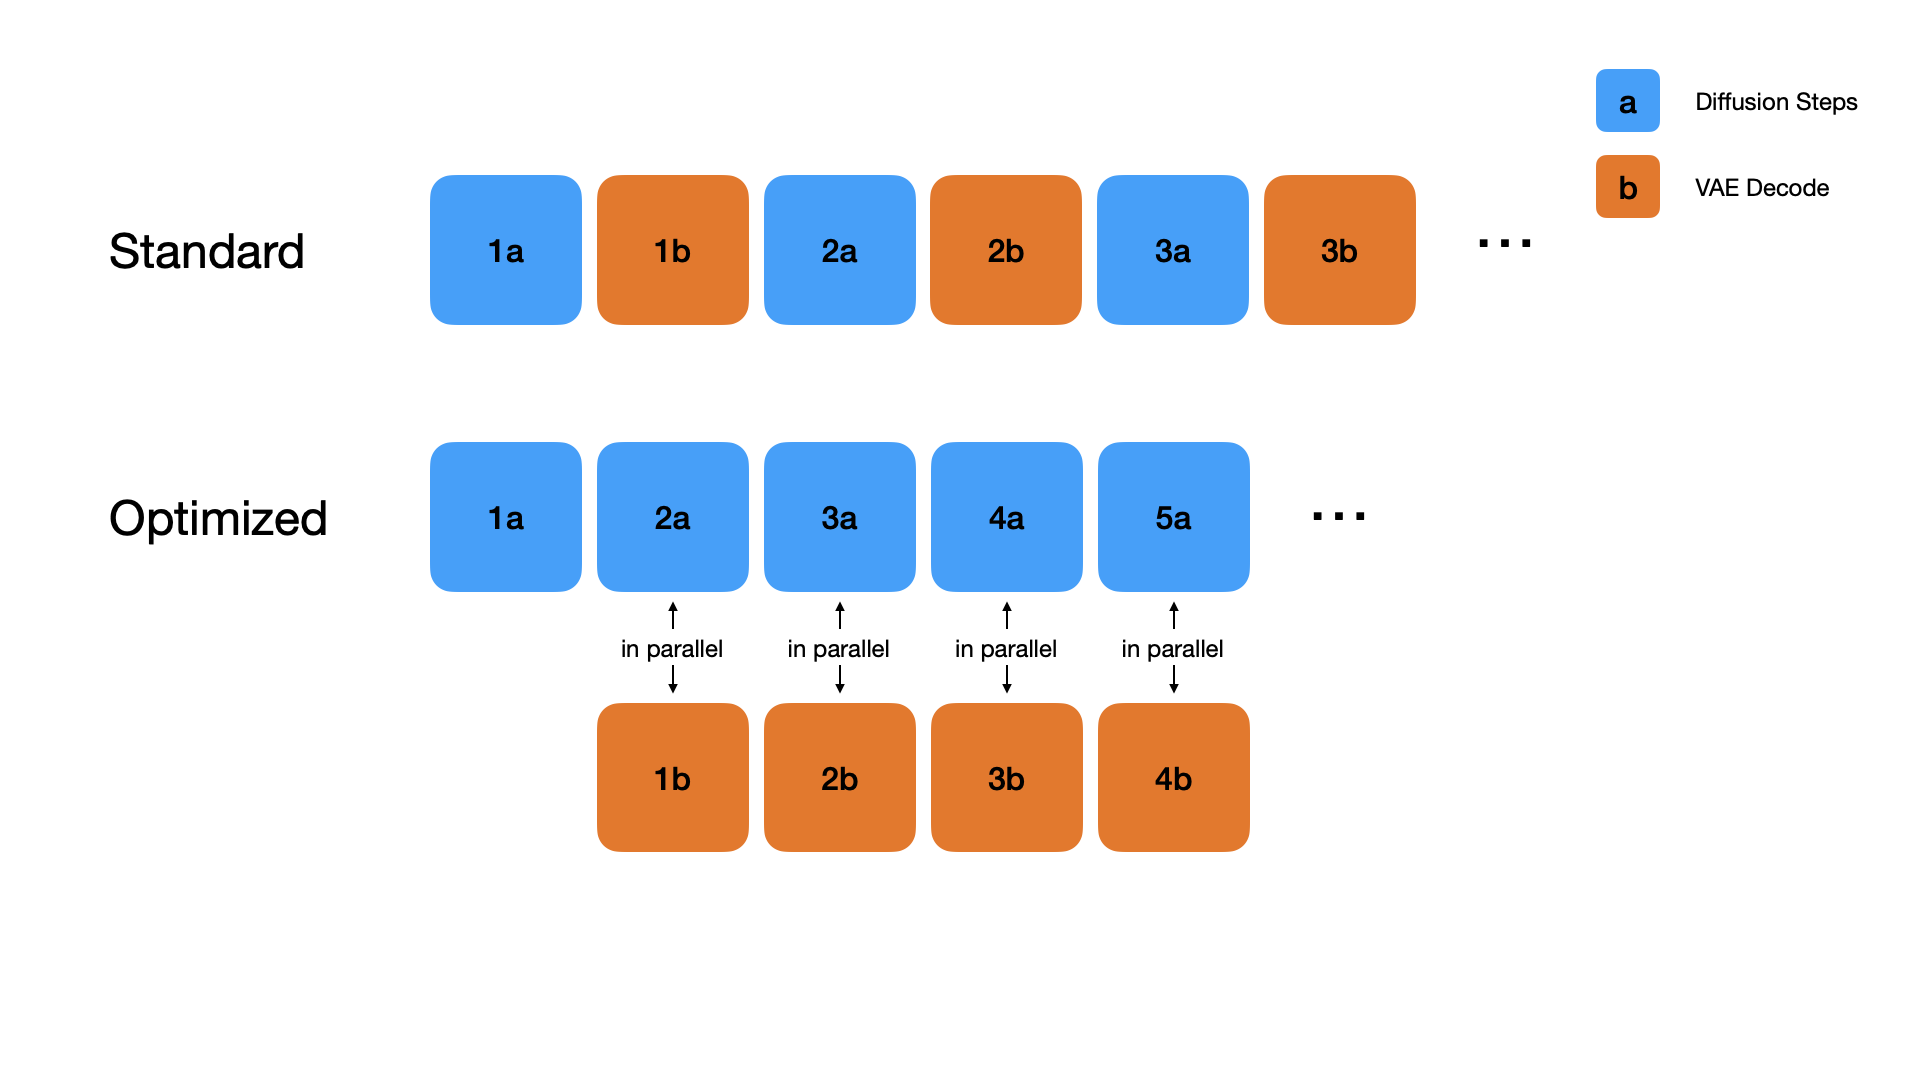 a Diffusion Steps
b VAE Decode
Standard 1a 1b 2a 2b 3a 3b ...
Optimized 1a 2a 3a 4a 5a ...
in parallel in parallel in parallel in parallel
1b 2b 3b 4b